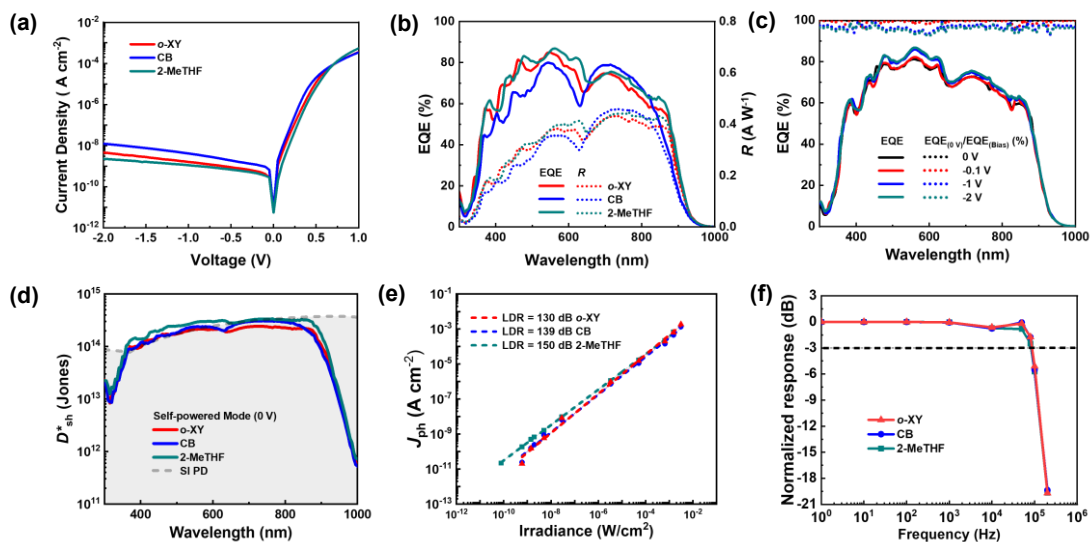 (a)
10⁰
10⁻²
10⁻⁴
10⁻⁶
10⁻⁸
10⁻¹⁰
10⁻¹²
Current Density ( A cm⁻²)
o-XY
CB
2-MeTHF
-2.0 -1.5 -1.0 -0.5 0.0 0.5 1.0
Voltage (V)
(b)
100
80
60
40
20
0
EQE (%)
0.8
0.6
0.4
0.2
0.0
R (A W⁻¹)
EQE R
o-XY
CB
2-MeTHF
400 600 800 1000
Wavelength (nm)
(c)
100
80
60
40
20
0
EQE (%)
EQE EQE(0 V)/EQE(Bias) (%)
0 V
-0.1 V
-1 V
-2 V
400 600 800 1000
Wavelength (nm)
(d)
10¹⁵
10¹⁴
10¹³
10¹²
10¹¹
D*sh (Jones)
Self-powered Mode (0 V)
o-XY
CB
2-MeTHF
SI PD
400 600 800 1000
Wavelength (nm)
(e)
10⁻¹
10⁻³
10⁻⁵
10⁻⁷
10⁻⁹
10⁻¹¹
10⁻¹³
Jph (A cm⁻²)
LDR = 130 dB o-XY
LDR = 139 dB CB
LDR = 150 dB 2-MeTHF
10⁻¹² 10⁻¹⁰ 10⁻⁸ 10⁻⁶ 10⁻⁴ 10⁻² 10⁰
Irradiance (W/cm²)
(f)
3
0
-3
-6
-9
-12
-15
-18
-21
Normalized response (dB)
o-XY
CB
2-MeTHF
10⁰ 10¹ 10² 10³ 10⁴ 10⁵ 10⁶
Frequency (Hz)